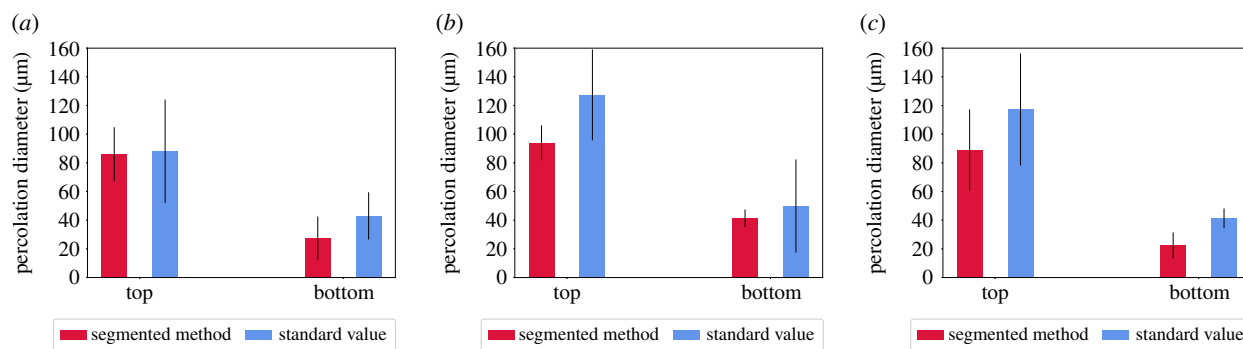 (a)
percolation diameter (µm)
160
140
120
100
80
60
40
20
0
top bottom
segmented method standard value
(b)
percolation diameter (µm)
160
140
120
100
80
60
40
20
0
top bottom
segmented method standard value
(c)
percolation diameter (µm)
160
140
120
100
80
60
40
20
0
top bottom
segmented method standard value